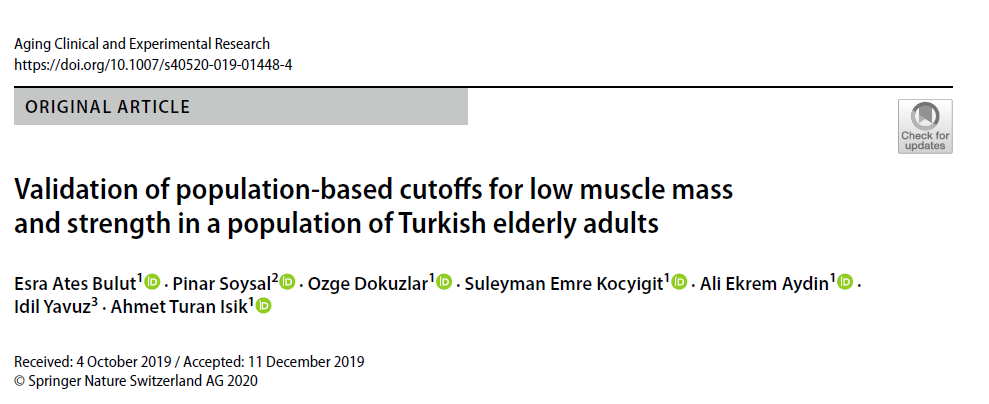 Aging Clinical and Experimental Research
https://doi.org/10.1007/s40520-019-01448-4
ORIGINAL ARTICLE
Check for
updates
Validation of population-based cutoffs for low muscle mass
and strength in a population of Turkish elderly adults
Esra Ates Bulut1 · Pinar Soysal2 · Ozge Dokuzlar1 · Suleyman Emre Kocyigit1 · Ali Ekrem Aydin1 ·
Idil Yavuz3 · Ahmet Turan Isik1
Received: 4 October 2019 / Accepted: 11 December 2019
© Springer Nature Switzerland AG 2020